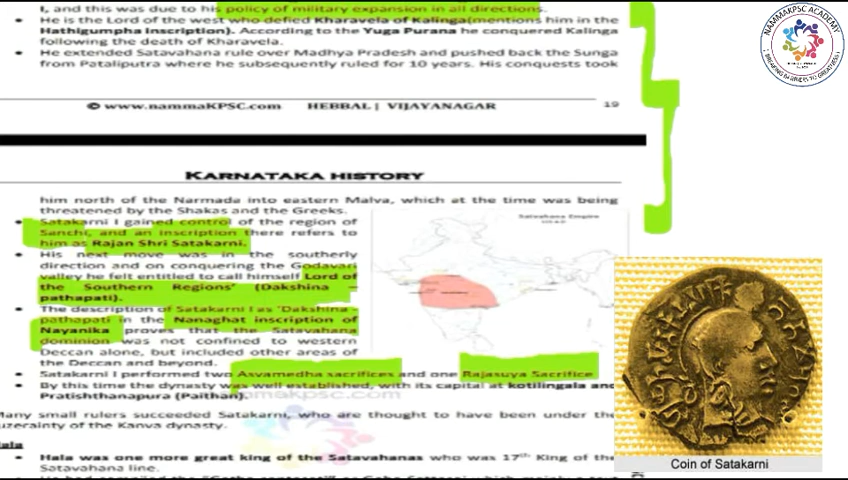 I, and this was due to his policy of military expansion in all directions.
• He is the Lord of the west who defied Kharavela of Kalinga(mentions him in the
Hathigumpha inscription). According to the Yuga Purana he conquered Kalinga
following the death of Kharavela.
• He extended Satavahana rule over Madhya Pradesh and pushed back the Sunga
from Pataliputra where he subsequently ruled for 10 years. His conquests took
© www.nammaKPSC.com HEBBAL | VIJAYANAGAR 19
KARNATAKA HISTORY
him north of the Narmada into eastern Malva, which at the time was being
threatened by the Shakas and the Greeks.
• Satakarni I gained control of the region of
Sanchi, and an inscription there refers to
him as Rajan Shri Satakarni.
• His next move was in the southerly
direction and on conquering the Godavari
valley he felt entitled to call himself Lord of
the Southern Regions' (Dakshina –
pathapati).
• The description of Satakarni I as 'Dakshina -
pathapati in the Nanaghat inscription of
Nayanika proves that the Satavahana
dominion was not confined to western
Deccan alone, but included other areas of
the Deccan and beyond.
• Satakarni I performed two Asvamedha sacrifices and one Rajasuya Sacrifice
• By this time the dynasty was well established, with its capital at kotilingala and
Pratishthanapura (Paithan).
Many small rulers succeeded Satakarni, who are thought to have been under the
suzerainty of the Kanva dynasty.
Hala
• Hala was one more great king of the Satavahanas who was 17th King of the
Satavahana line.
Satavahana Empire
NAMMAKPSC ACADEMY
Coin of Satakarni